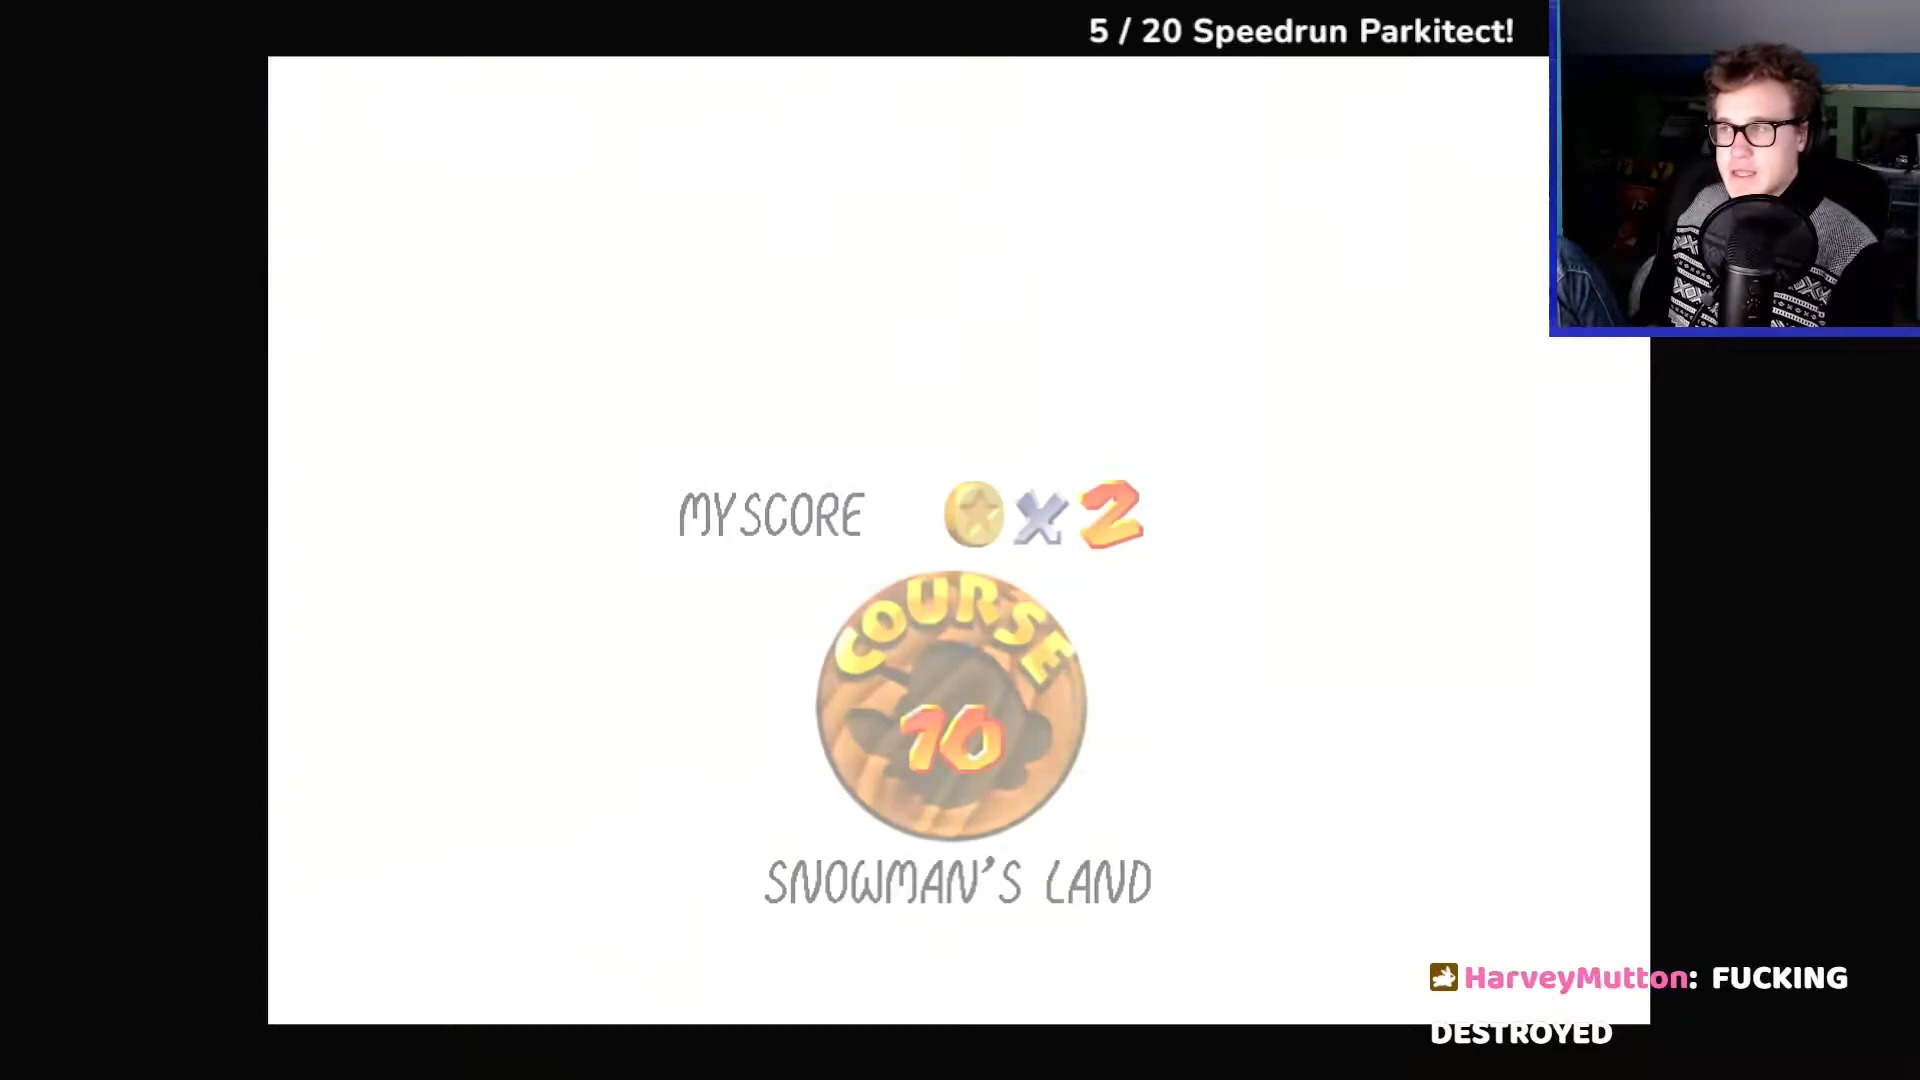 5 / 20 Speedrun Parkitect!
MY SCORE x 2
COURSE
10
SNOWMAN'S LAND
HarveyMutton: FUCKING
DESTROYED